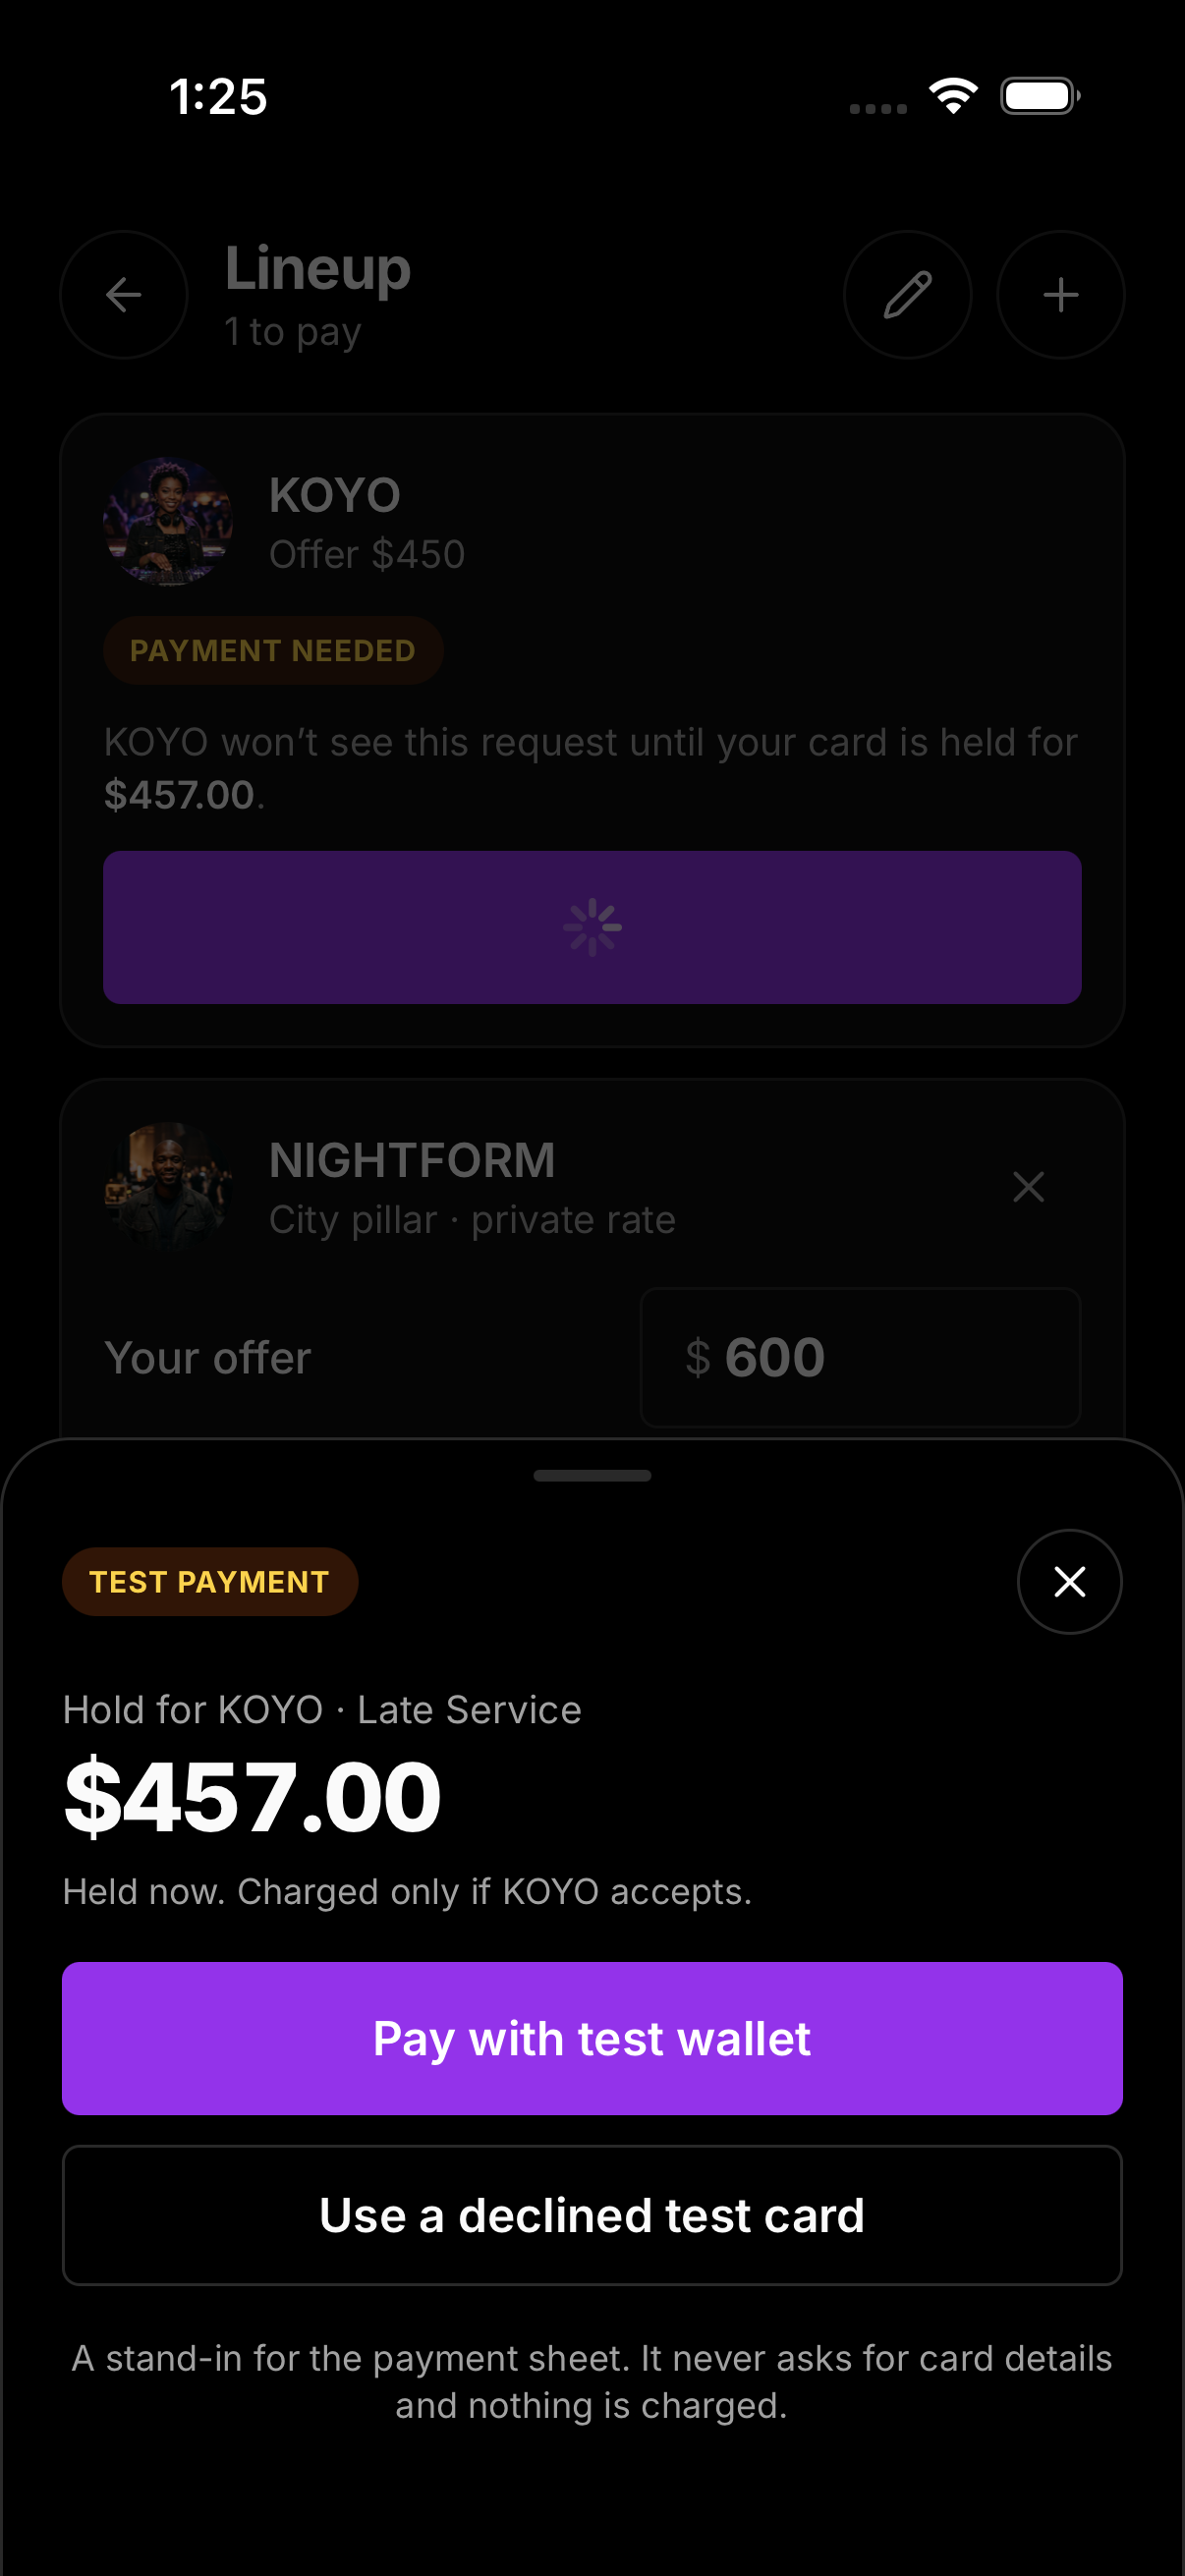 1:25
Lineup
1 to pay
KOYO
Offer $450
PAYMENT NEEDED
KOYO won’t see this request until your card is held for
$457.00.
NIGHTFORM
City pillar · private rate
Your offer
$ 600
TEST PAYMENT
Hold for KOYO · Late Service
$457.00
Held now. Charged only if KOYO accepts.
Pay with test wallet
Use a declined test card
A stand-in for the payment sheet. It never asks for card details
and nothing is charged.